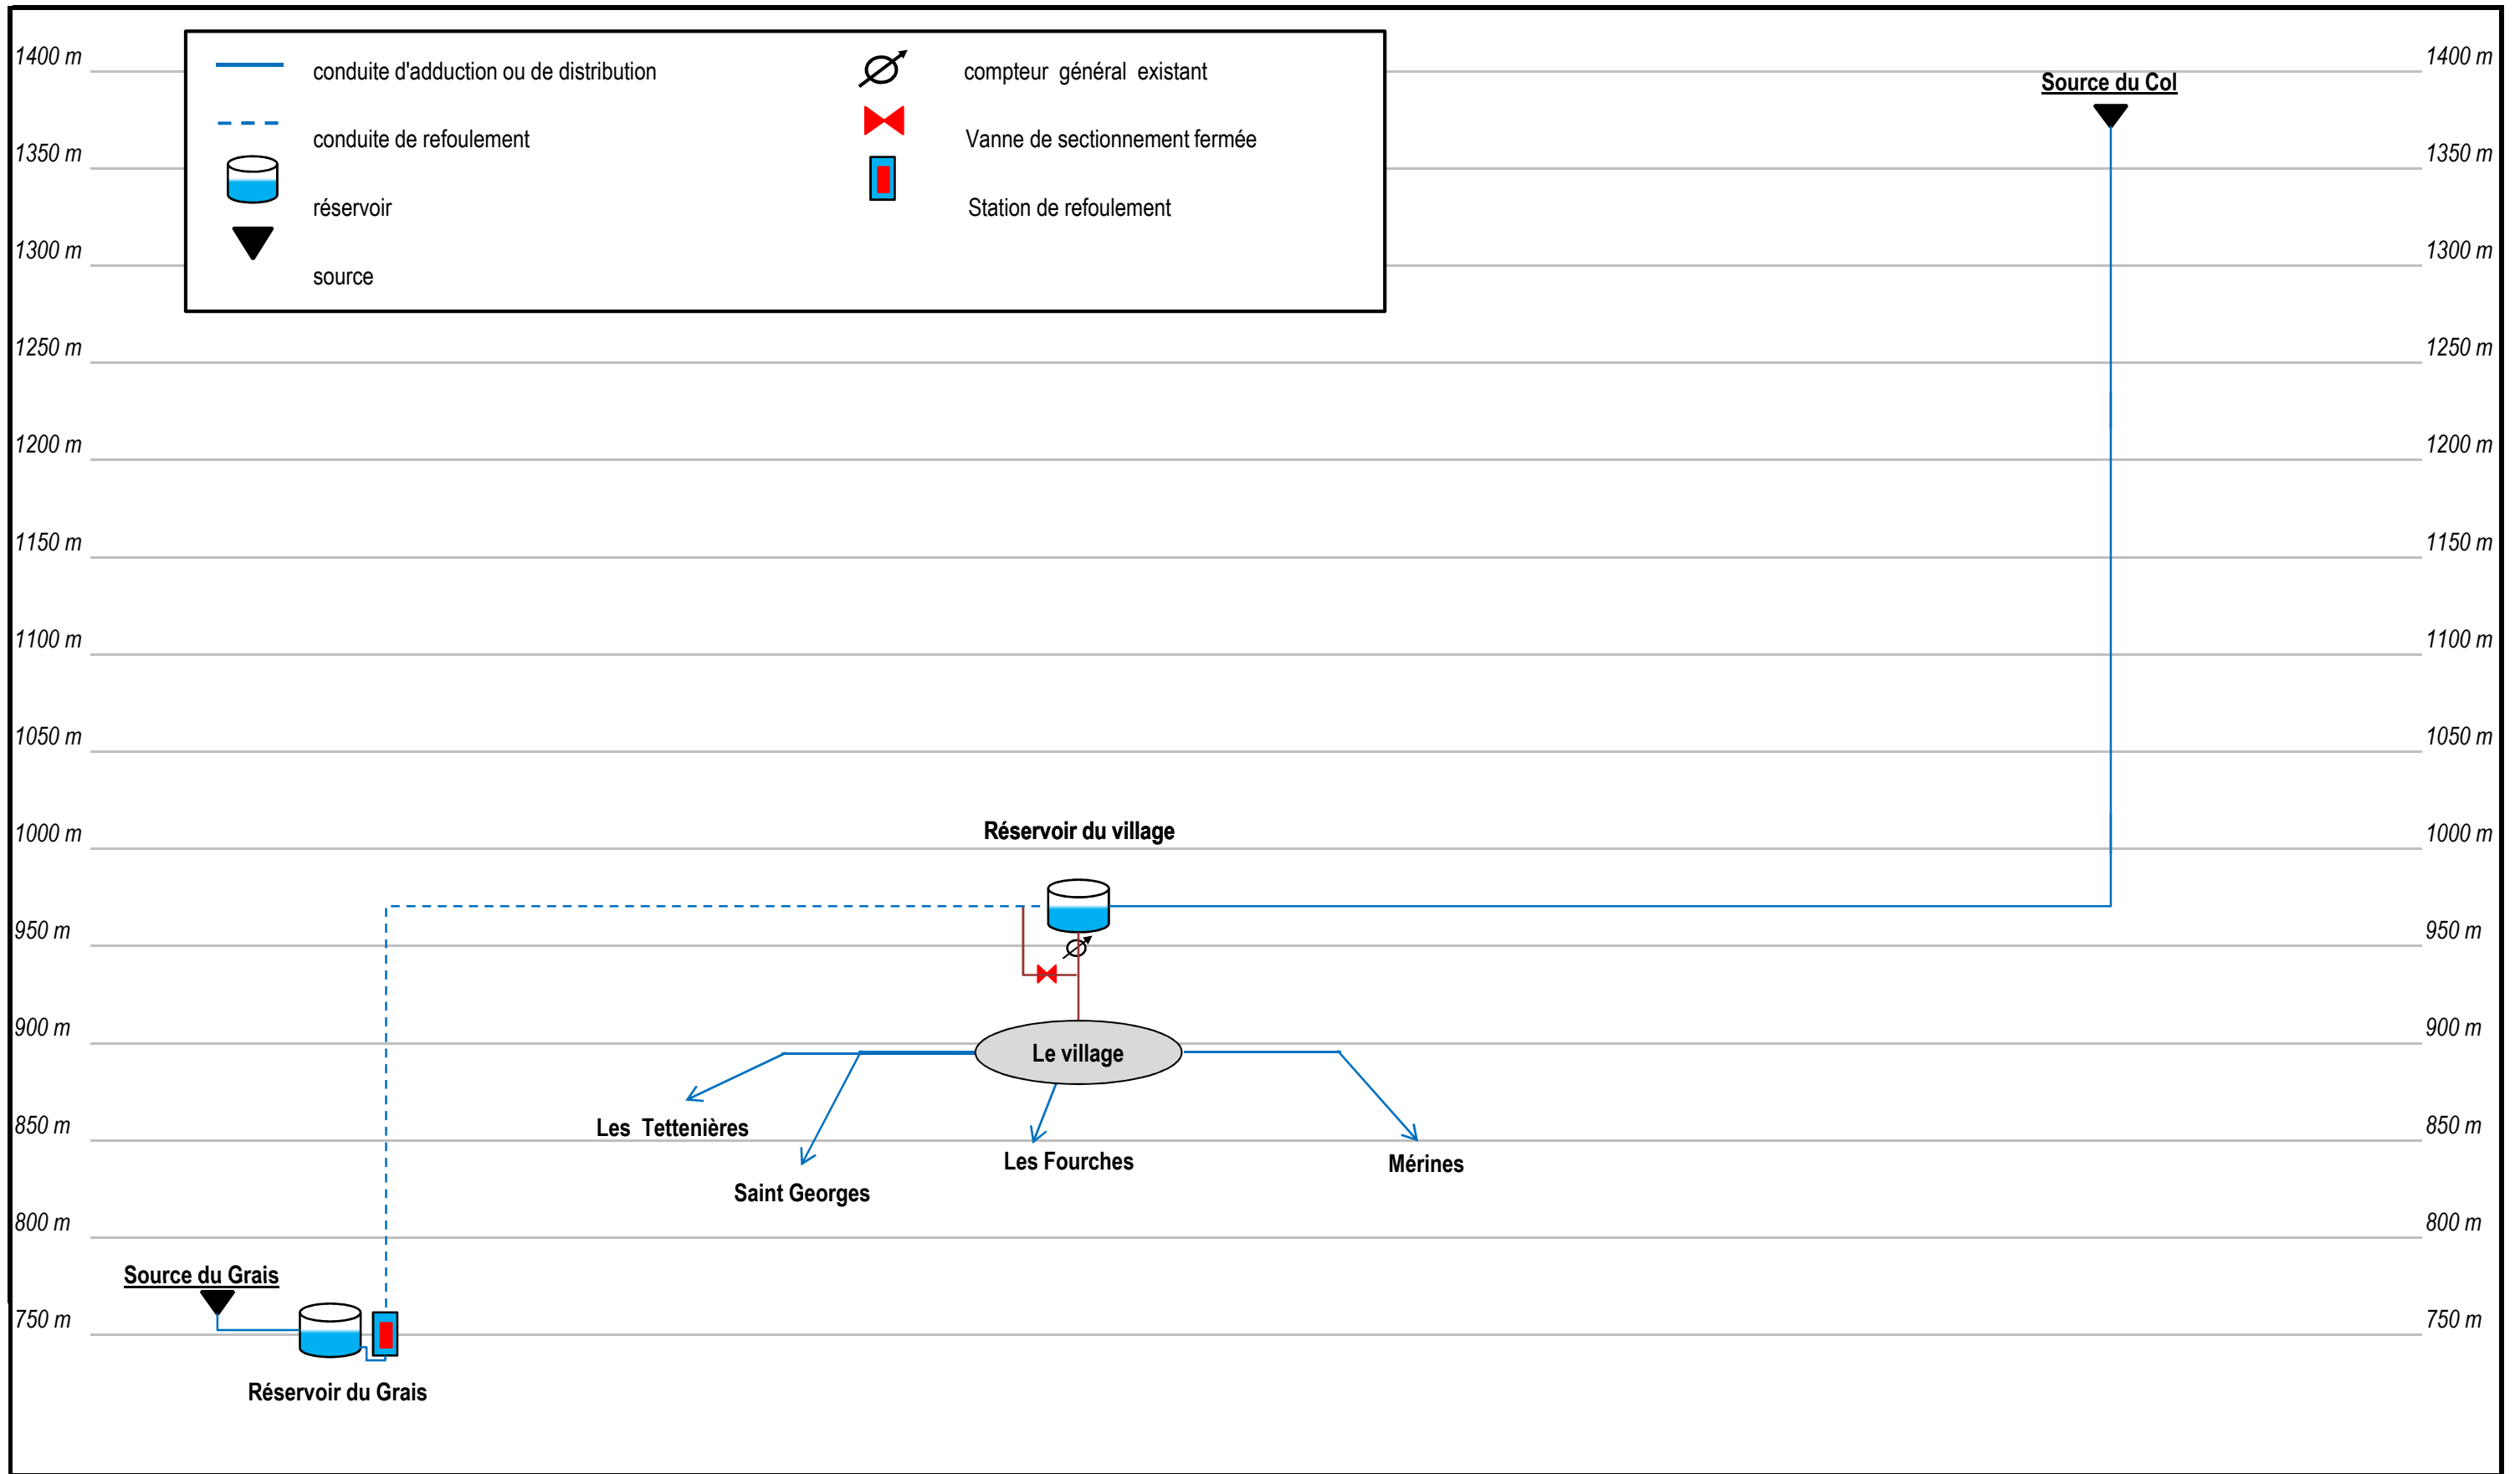 1400 m
conduite d'adduction ou de distribution
compteur général existant
1400 m
Source du Col
conduite de refoulement
Vanne de sectionnement fermée
1350 m
1350 m
réservoir
Station de refoulement
1300 m
1300 m
source
1250 m
1250 m
1200 m
1200 m
1150 m
1150 m
1100 m
1100 m
1050 m
1050 m
1000 m
Réservoir du village
1000 m
950 m
950 m
900 m
900 m
Le village
850 m
Les Tettenières
850 m
Les Fourches
Mérines
Saint Georges
800 m
800 m
Source du Grais
750 m
750 m
Réservoir du Grais